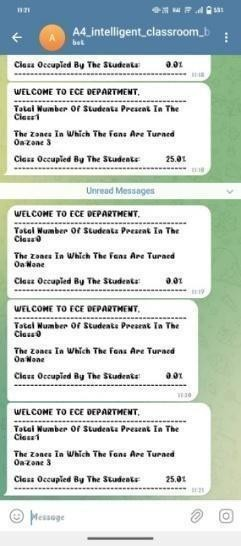 11:21
A4_intelligent_classroom_b
bot
Class Occupied By The Students: 0.0%
------------------------------------
11:18
WELCOME TO ECE DEPARTMENT,
------------------------------------
Total Number Of Students Present In The
Class:1
The Zones In Which The Fans Are Turned
On:Zone 3
Class Occupied By The Students: 25.0%
------------------------------------
11:18
Unread Messages
WELCOME TO ECE DEPARTMENT,
------------------------------------
Total Number Of Students Present In The
Class:0
The Zones In Which The Fans Are Turned
On:None
Class Occupied By The Students: 0.0%
------------------------------------
11:19
WELCOME TO ECE DEPARTMENT,
------------------------------------
Total Number Of Students Present In The
Class:0
The Zones In Which The Fans Are Turned
On:None
Class Occupied By The Students: 0.0%
------------------------------------
11:20
WELCOME TO ECE DEPARTMENT,
------------------------------------
Total Number Of Students Present In The
Class:1
The Zones In Which The Fans Are Turned
On:Zone 3
Class Occupied By The Students: 25.0%
------------------------------------
11:21
Message